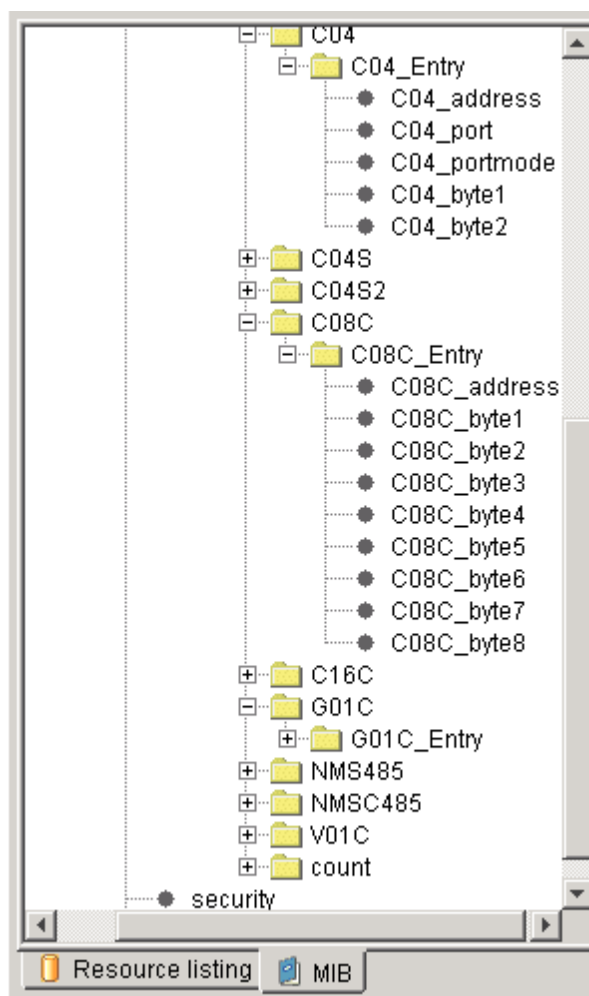 C04
C04_Entry
C04_address
C04_port
C04_portmode
C04_byte1
C04_byte2
C04S
C04S2
C08C
C08C_Entry
C08C_address
C08C_byte1
C08C_byte2
C08C_byte3
C08C_byte4
C08C_byte5
C08C_byte6
C08C_byte7
C08C_byte8
C16C
G01C
G01C_Entry
NMS485
NMSC485
V01C
count
security
Resource listing MIB